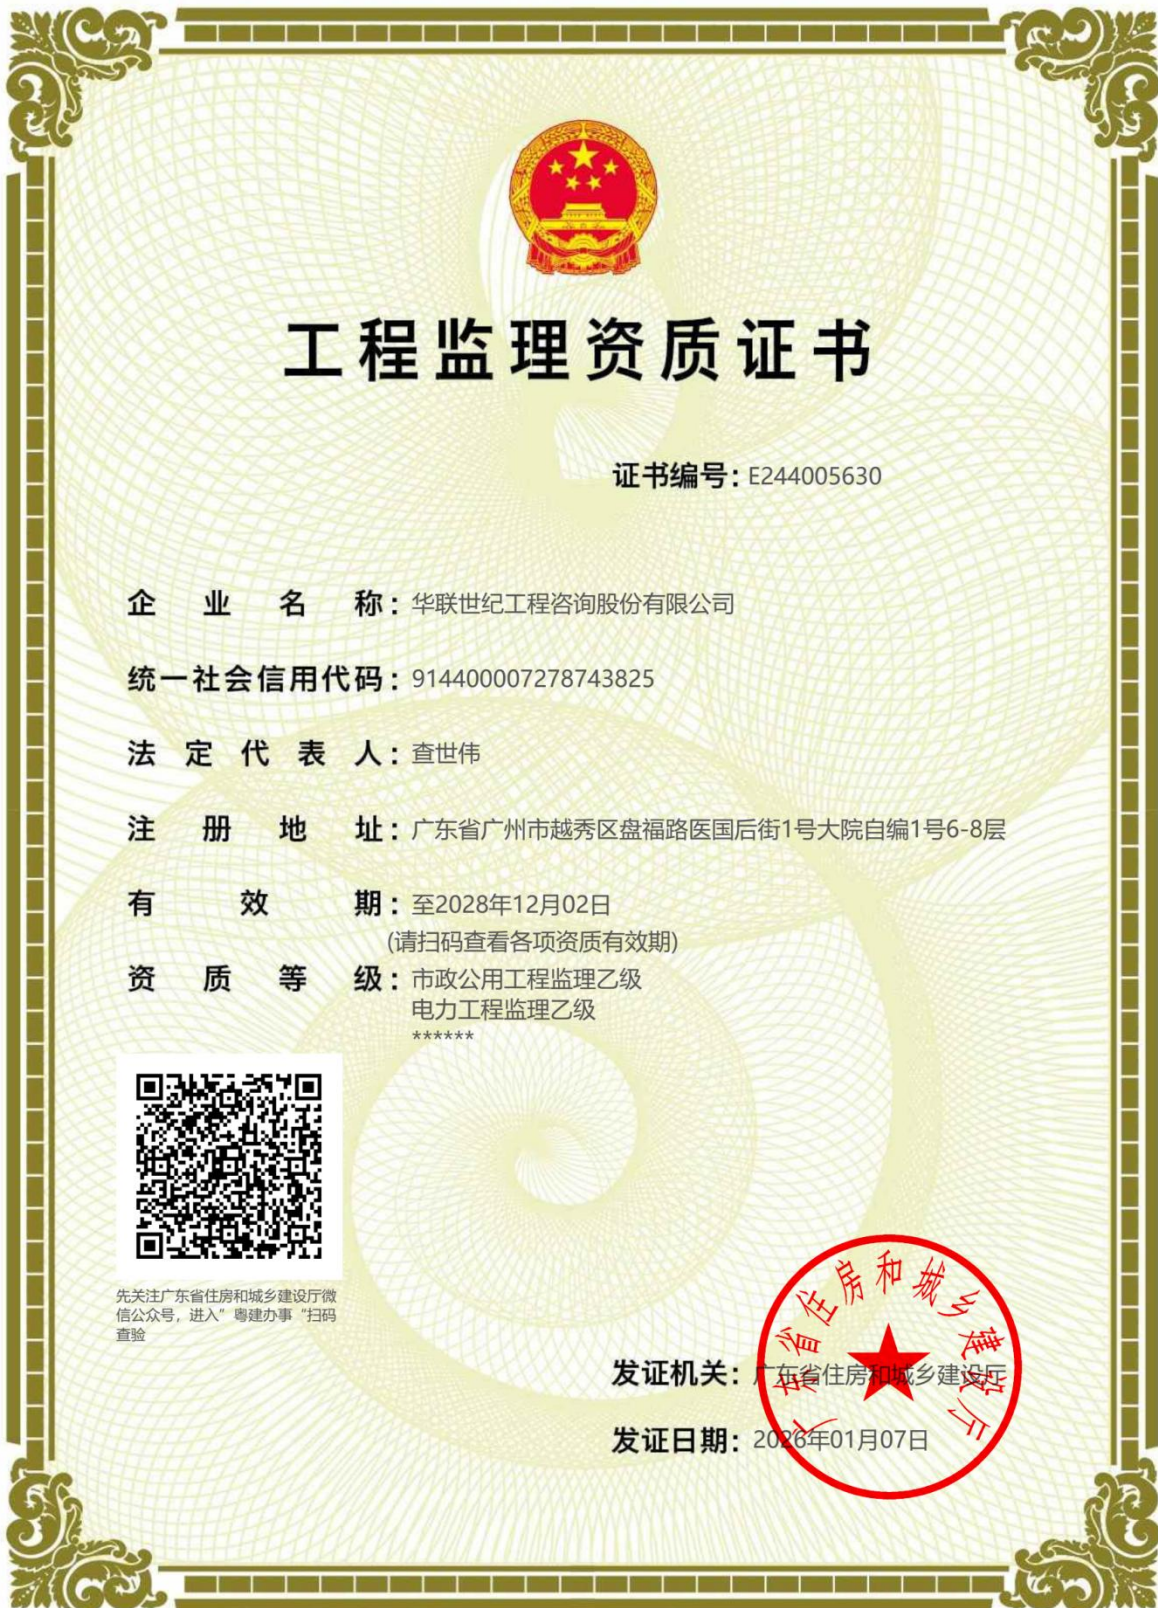 工程监理资质证书
证书编号：E244005630
企业名称：华联世纪工程咨询股份有限公司
统一社会信用代码：914400007278743825
法定代表人：查世伟
注册地址：广东省广州市越秀区盘福路医国后街1号大院自编1号6-8层
有效期：至2028年12月02日
(请扫码查看各项资质有效期)
资质等级：市政公用工程监理乙级
电力工程监理乙级
******
先关注广东省住房和城乡建设厅微
信公众号，进入”粤建办事“扫码
查验
广东省住房和城乡建设厅
发证机关：广东省住房和城乡建设厅
发证日期：2026年01月07日